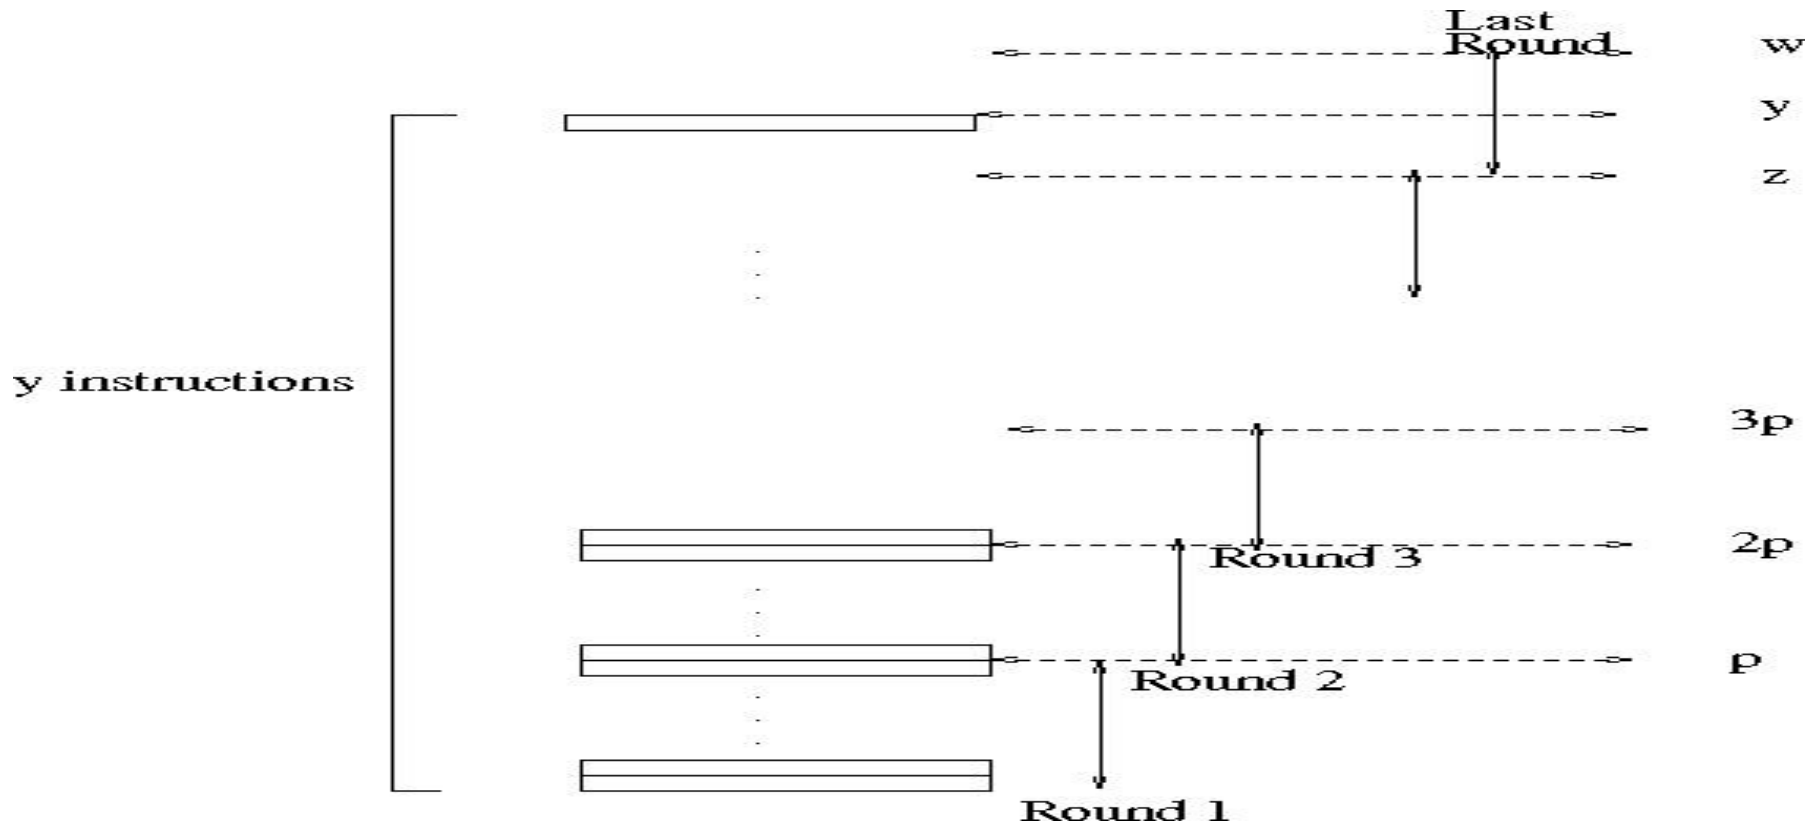 Last
Round
w
y
z
y instructions
3p
2p
Round 3
p
Round 2
Round 1